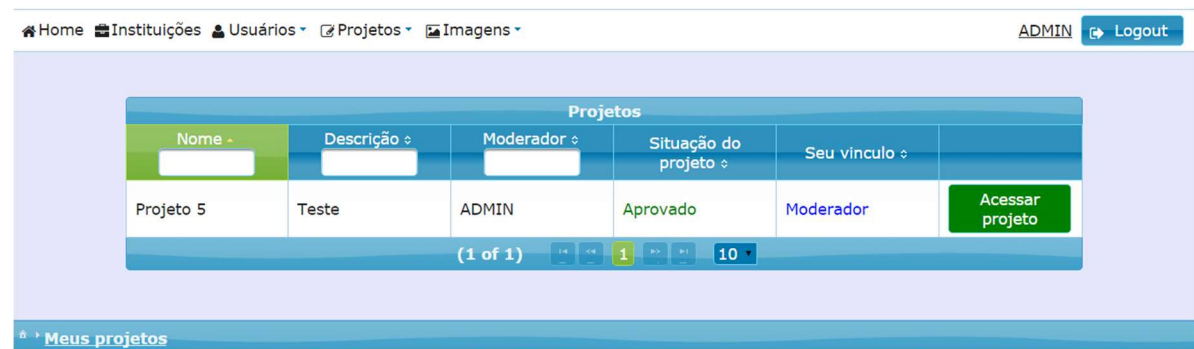 Home Instituições Usuários Projetos Imagens ADMIN Logout
Projetos
Nome Descrição Moderador Situação do projeto Seu vinculo
Projeto 5 Teste ADMIN Aprovado Moderador Acessar projeto
(1 of 1) 1 10
Meus projetos